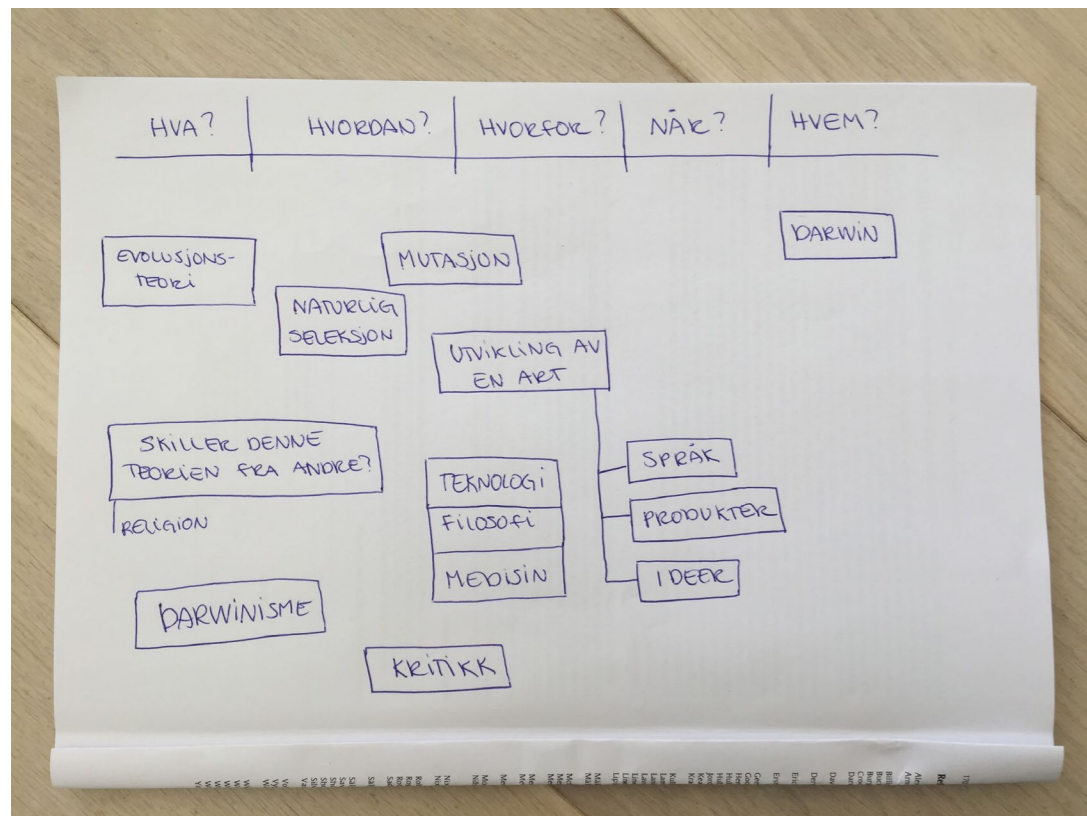 HVA?
HVORDAN?
HVORFOR?
NÅR?
HVEM?
EVOLUSJONS-
TEORI
MUTASJON
DARWIN
NATURLIG
SELEKSJON
UTVIKLING AV
EN ART
SKILLER DENNE
TEORIEN FRA ANDRE?
RELIGION
TEKNOLOGI
FILOSOFI
MEDISIN
SPRÅK
PRODUKTER
IDEER
DARWINISME
KRITIKK